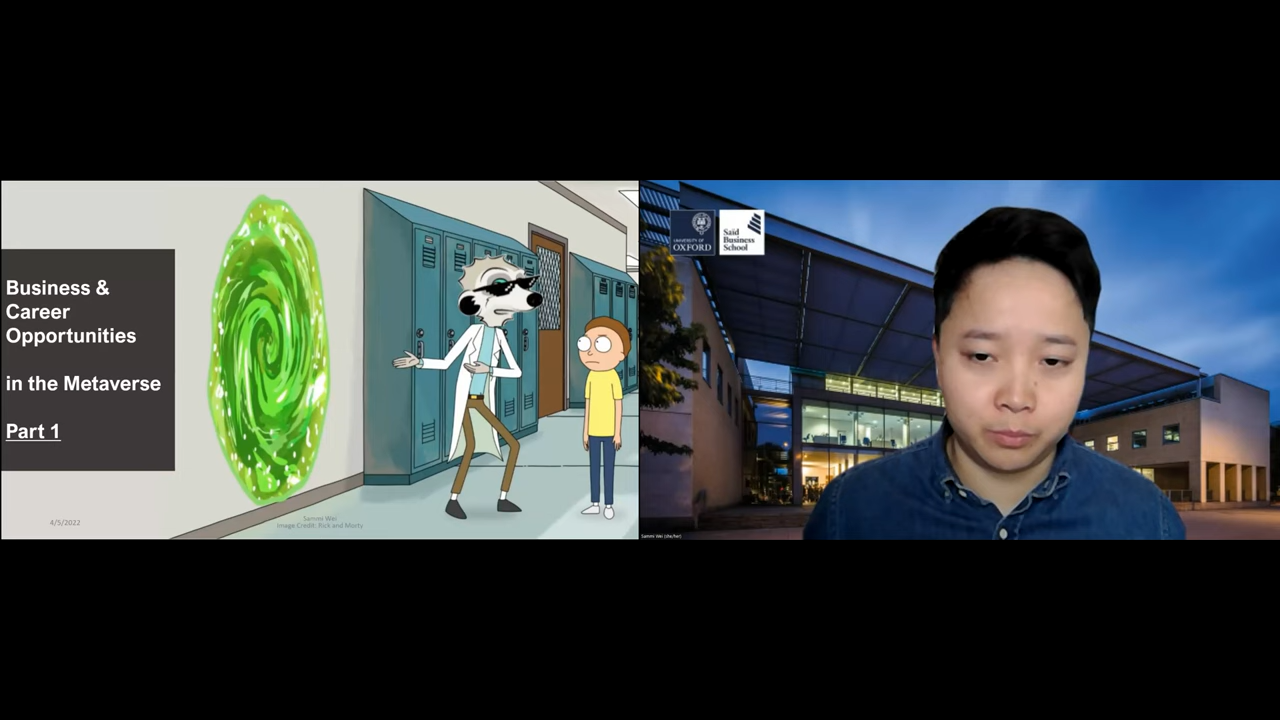 Business &
Career
Opportunities
in the Metaverse
Part 1
4/5/2022
Sammi Wei
Image Credit: Rick and Morty
UNIVERSITY OF
OXFORD
Saïd
Business
School
Sammi Wei (she/her)